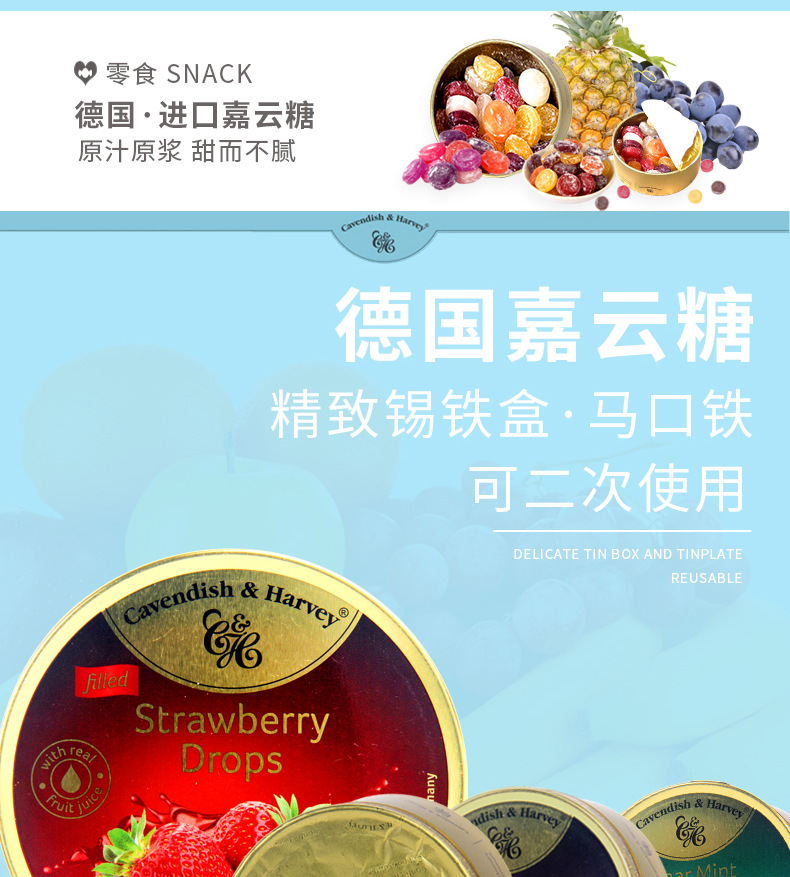 零食 SNACK
德国·进口嘉云糖
原汁原浆 甜而不腻
Cavendish & Harvey®
C&H
德国嘉云糖
精致锡铁盒·马口铁
可二次使用
DELICATE TIN BOX AND TINPLATE
REUSABLE
Cavendish & Harvey®
C&H
filled
Strawberry
Drops
with real
fruit juice
Cavendish & Harvey
C&H
Cavendish & Harvey
C&H
Mint